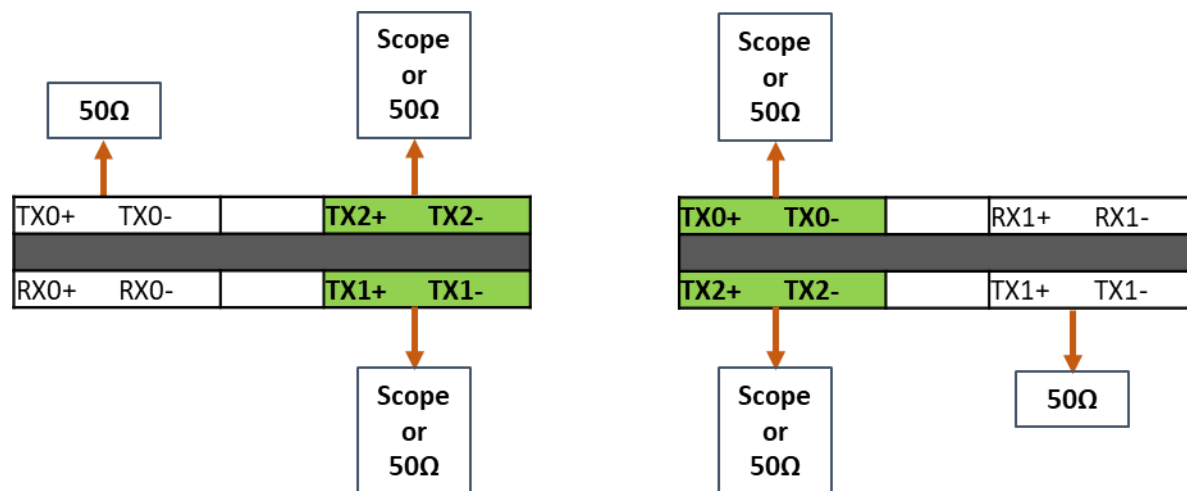 Scope
or
50Ω
Scope
or
50Ω
50Ω
TX0+ TX0- TX2+ TX2-
RX0+ RX0- TX1+ TX1-
TX0+ TX0- RX1+ RX1-
TX2+ TX2- TX1+ TX1-
Scope
or
50Ω
Scope
or
50Ω
50Ω